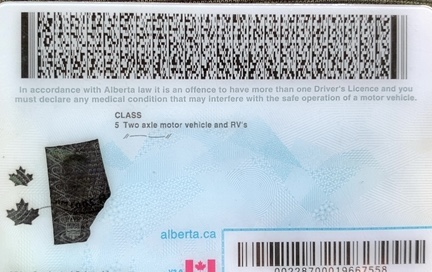 In accordance with Alberta law it is an offence to have more than one Driver's Licence and you
must declare any medical condition that may interfere with the safe operation of a motor vehicle.
CLASS
5 Two axle motor vehicle and RV's
alberta.ca